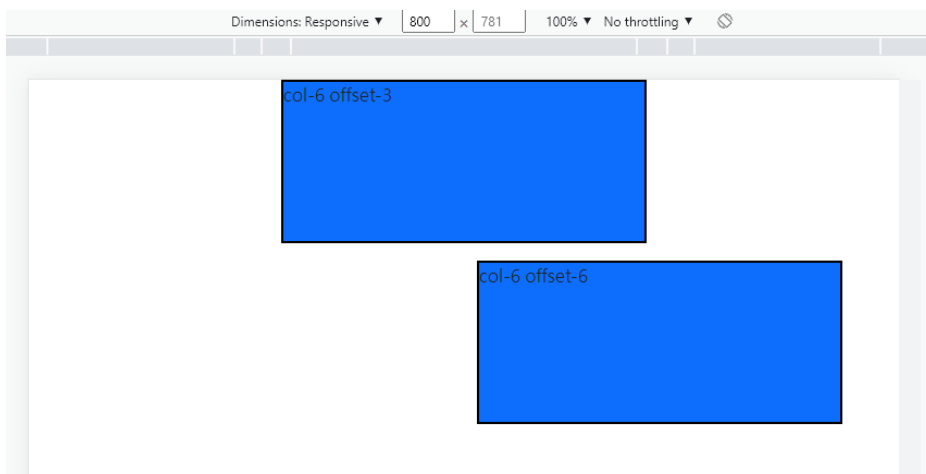 Dimensions: Responsive ▼ 800 × 781 100% ▼ No throttling ▼
col-6 offset-3
col-6 offset-6